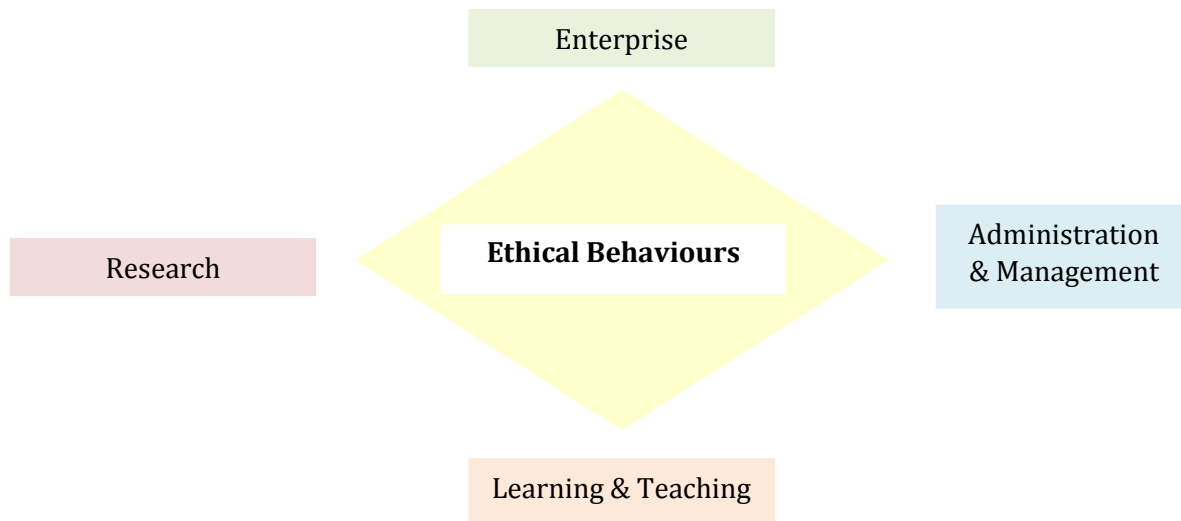 Enterprise
Ethical Behaviours
Administration
& Management
Research
Learning & Teaching